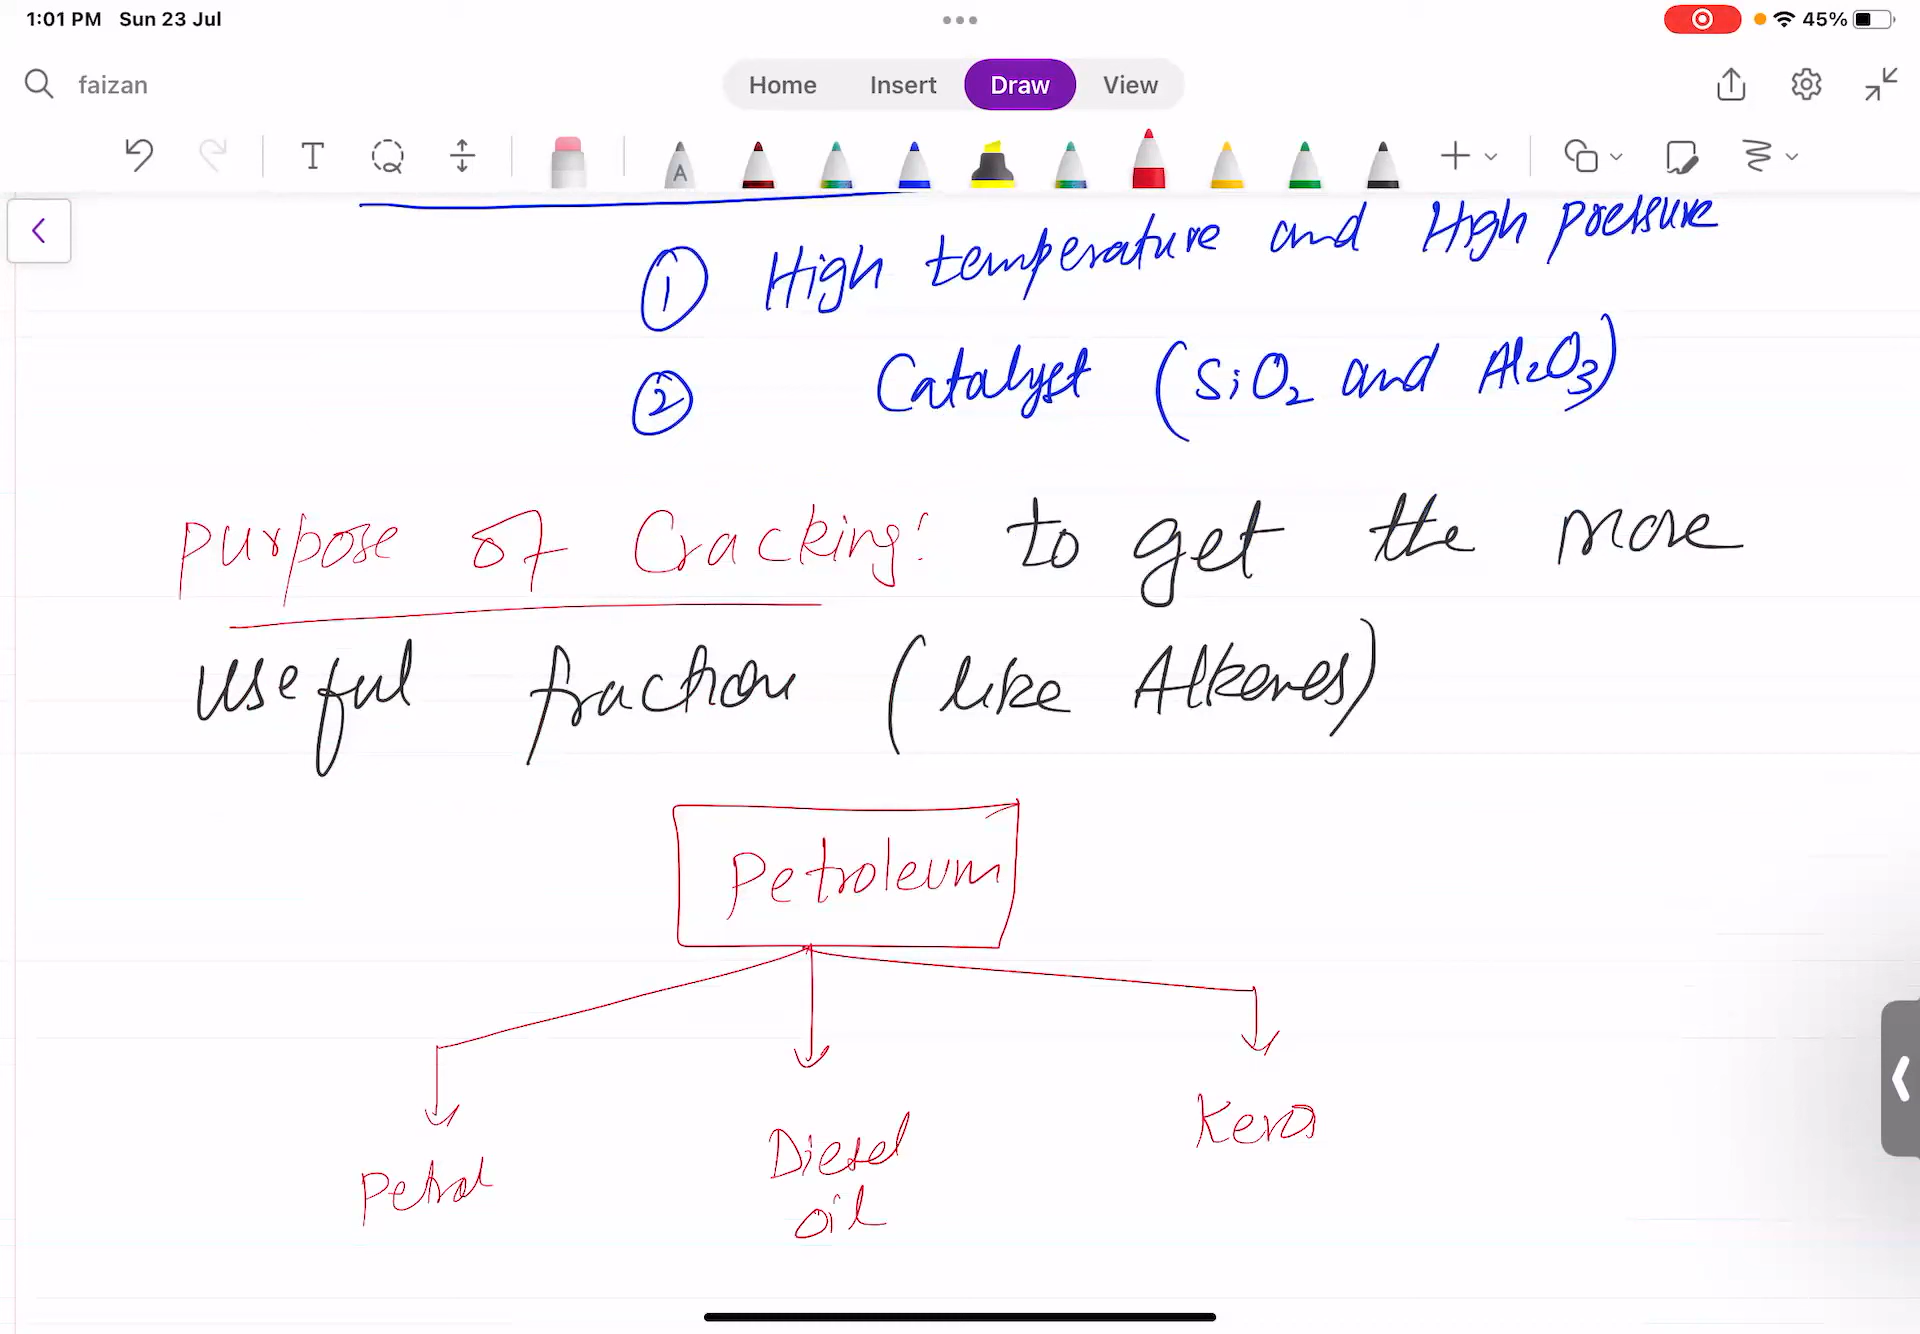 1:01 PM Sun 23 Jul
45%
faizan
Home Insert Draw View
T
A
① High temperature and High pressure
② Catalyst (SiO₂ and Al₂O₃)
Purpose of Cracking: to get the more
useful fraction (like Alkenes)
Petroleum
Petrol
Diesel
oil
Kero